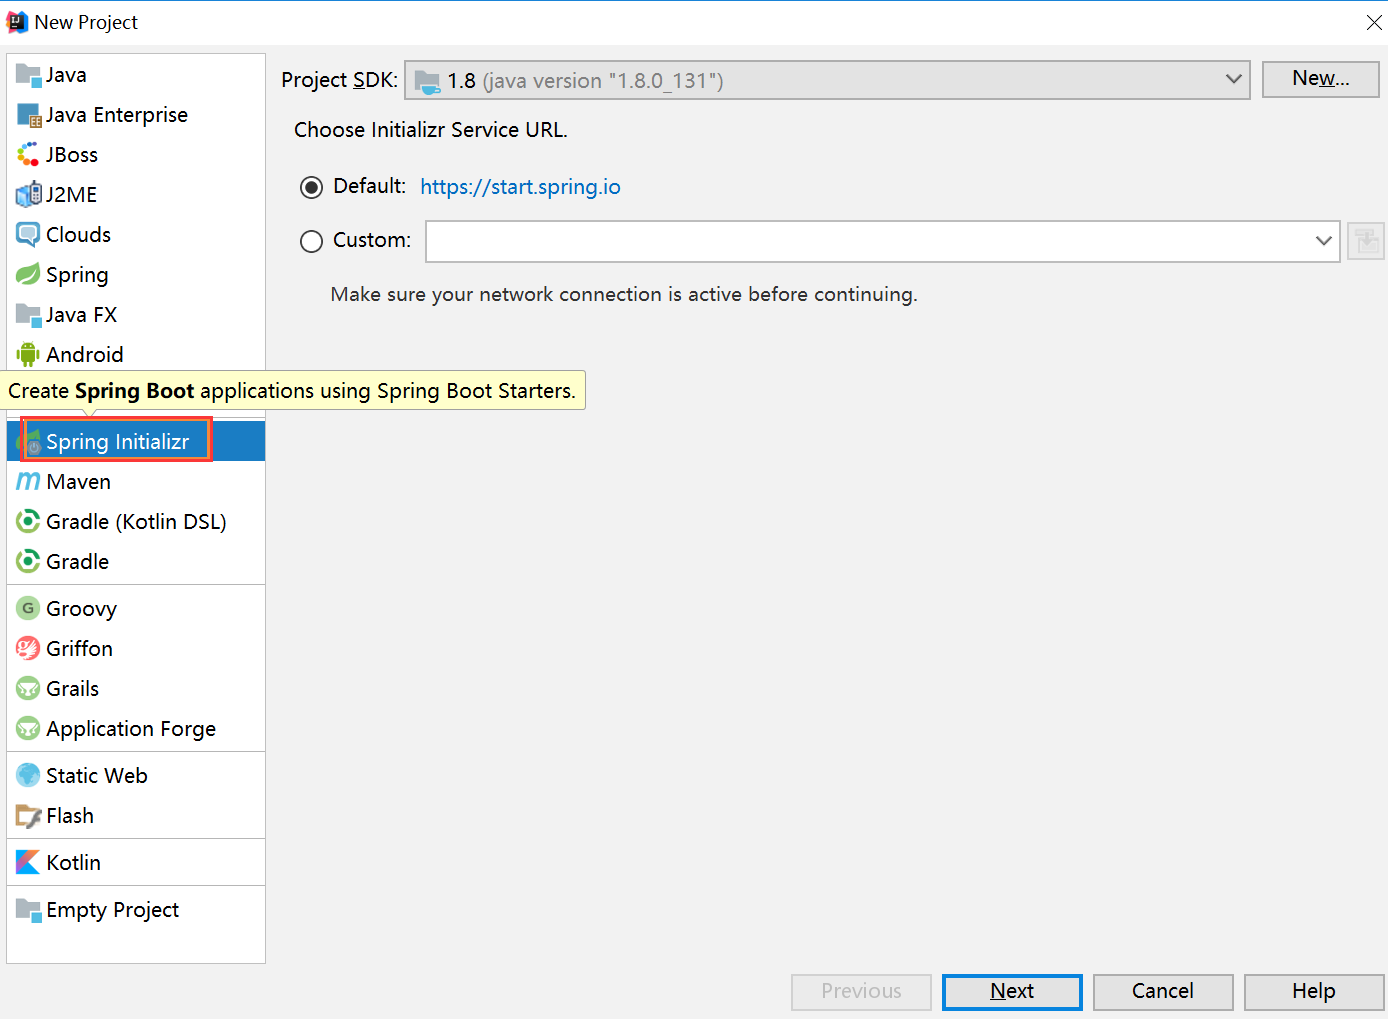 New Project
Java
Java Enterprise
JBoss
J2ME
Clouds
Spring
Java FX
Android
Create Spring Boot applications using Spring Boot Starters.
Spring Initializr
Maven
Gradle (Kotlin DSL)
Gradle
Groovy
Griffon
Grails
Application Forge
Static Web
Flash
Kotlin
Empty Project
Project SDK: 1.8 (java version "1.8.0_131") New...
Choose Initializr Service URL.
Default: https://start.spring.io
Custom:
Make sure your network connection is active before continuing.
Previous Next Cancel Help